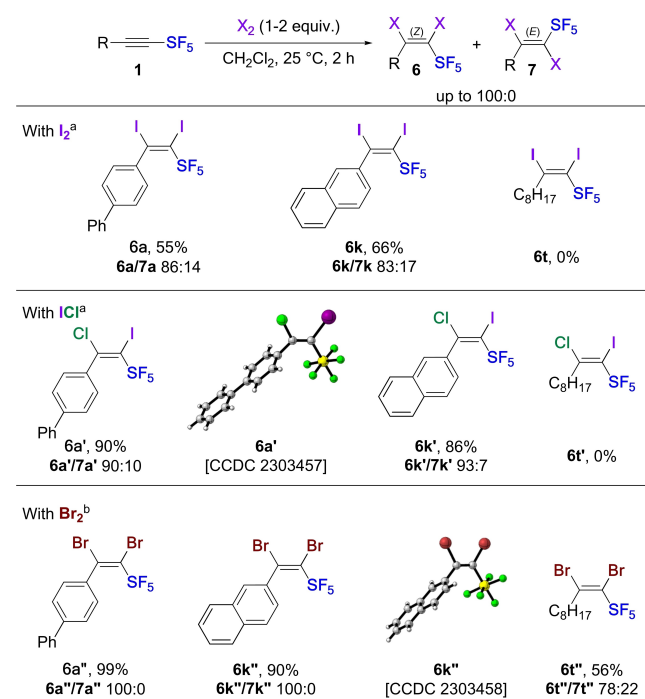 R SF5
1
X2 (1-2 equiv.)
CH2Cl2, 25 °C, 2 h
X X
(Z)
R SF5
6
+
X SF5
(E)
R X
7
up to 100:0
With I2a
I I
SF5
Ph
6a, 55%
6a/7a 86:14
I I
SF5
6k, 66%
6k/7k 83:17
I I
C8H17 SF5
6t, 0%
With ICla
Cl I
SF5
Ph
6a', 90%
6a'/7a' 90:10
6a'
[CCDC 2303457]
Cl I
SF5
6k', 86%
6k'/7k' 93:7
Cl I
C8H17 SF5
6t', 0%
With Br2b
Br Br
SF5
Ph
6a", 99%
6a"/7a" 100:0
Br Br
SF5
6k", 90%
6k"/7k" 100:0
6k"
[CCDC 2303458]
Br Br
C8H17 SF5
6t", 56%
6t"/7t" 78:22